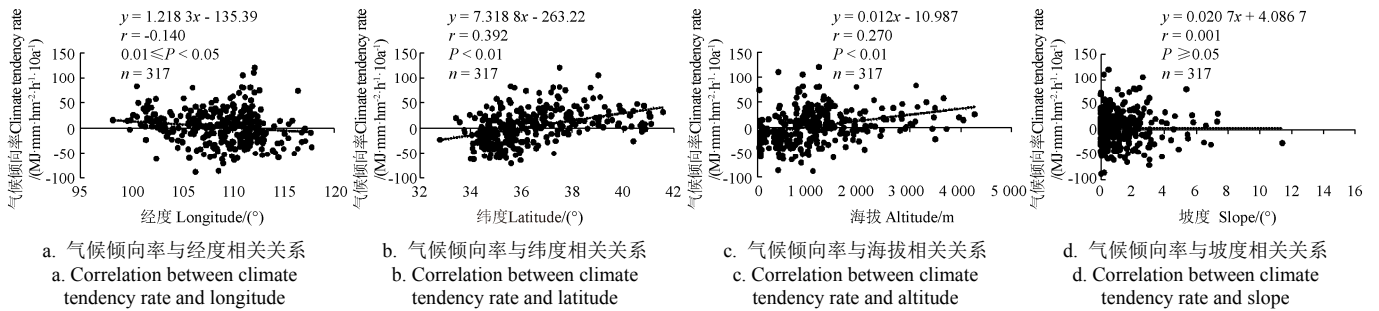 y = 1.218 3x - 135.39
r = -0.140
0.01≤P < 0.05
n = 317
气候倾向率Climate tendency rate
/(MJ·mm·hm⁻²·h⁻¹·10a⁻¹)
150
100
50
0
-50
-100
95 100 105 110 115 120
经度 Longitude/(°)
a. 气候倾向率与经度相关关系
a. Correlation between climate
tendency rate and longitude
y = 7.318 8x - 263.22
r = 0.392
P < 0.01
n = 317
气候倾向率Climate tendency rate
/(MJ·mm·hm⁻²·h⁻¹·10a⁻¹)
150
100
50
0
-50
-100
32 34 36 38 40 42
纬度Latitude/(°)
b. 气候倾向率与纬度相关关系
b. Correlation between climate
tendency rate and latitude
y = 0.012x - 10.987
r = 0.270
P < 0.01
n = 317
气候倾向率Climate tendency rate
/(MJ·mm·hm⁻²·h⁻¹·10a⁻¹)
150
100
50
0
-50
-100
0 1 000 2 000 3 000 4 000 5 000
海拔 Altitude/m
c. 气候倾向率与海拔相关关系
c. Correlation between climate
tendency rate and altitude
y = 0.020 7x + 4.086 7
r = 0.001
P ≥0.05
n = 317
气候倾向率Climate tendency rate
/(MJ·mm·hm⁻²·h⁻¹·10a⁻¹)
150
100
50
0
-50
-100
0 2 4 6 8 10 12 14 16
坡度 Slope/(°)
d. 气候倾向率与坡度相关关系
d. Correlation between climate
tendency rate and slope